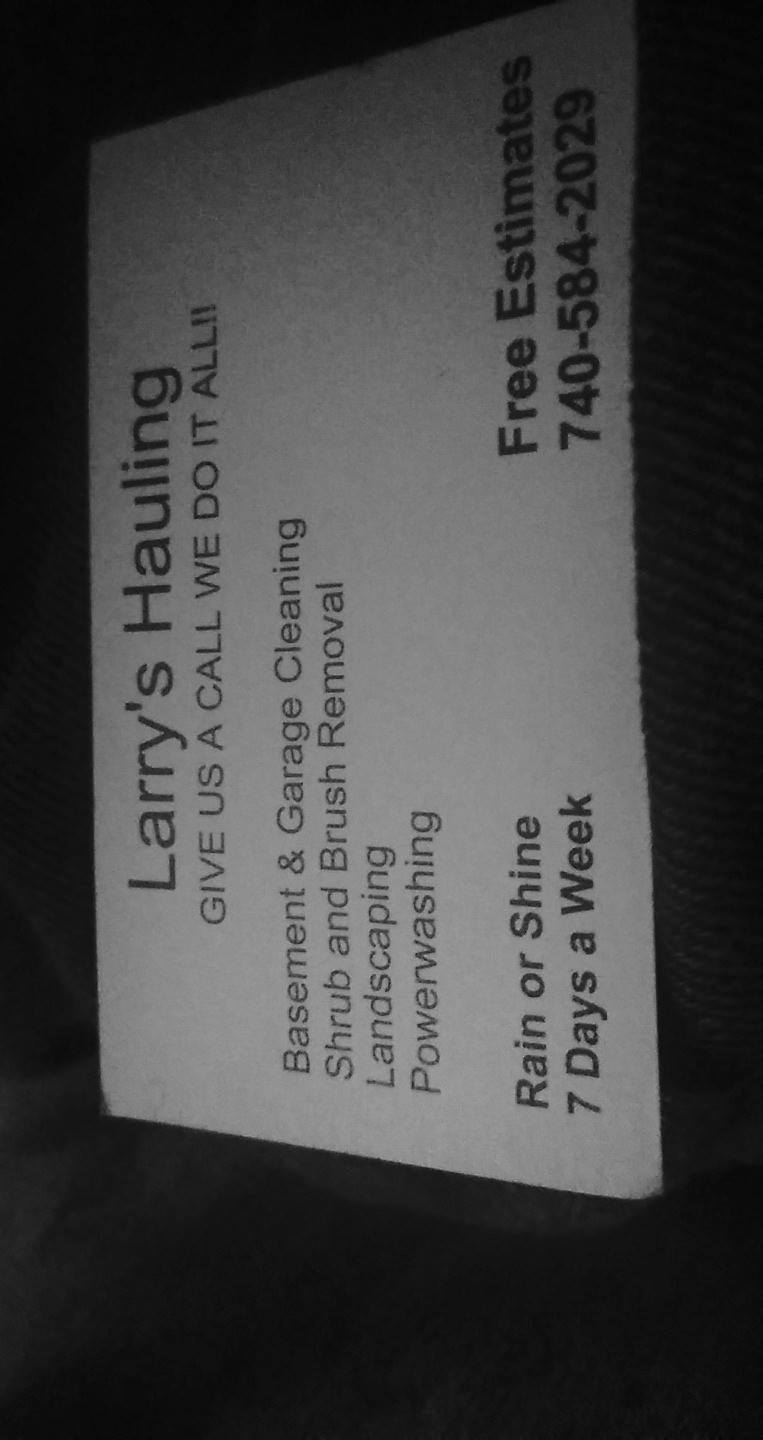 Larry's Hauling
GIVE US A CALL WE DO IT ALL!!
Basement & Garage Cleaning
Shrub and Brush Removal
Landscaping
Powerwashing
Rain or Shine
7 Days a Week
Free Estimates
740-584-2029